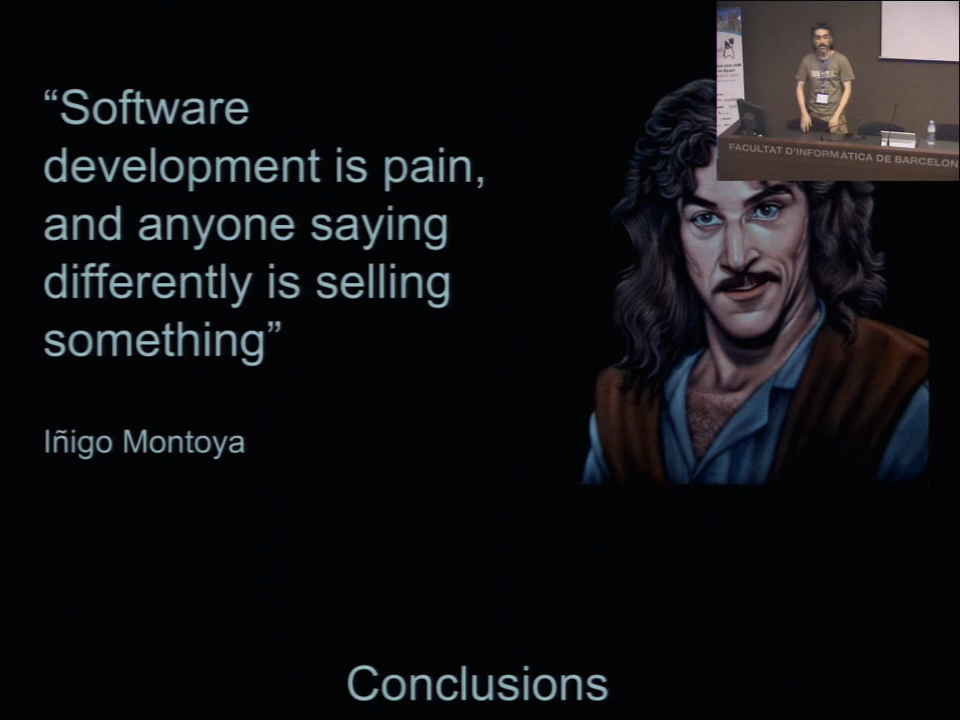 “Software
development is pain,
and anyone saying
differently is selling
something”
Iñigo Montoya
FACULTAT D'INFORMÀTICA DE BARCELON
Conclusions